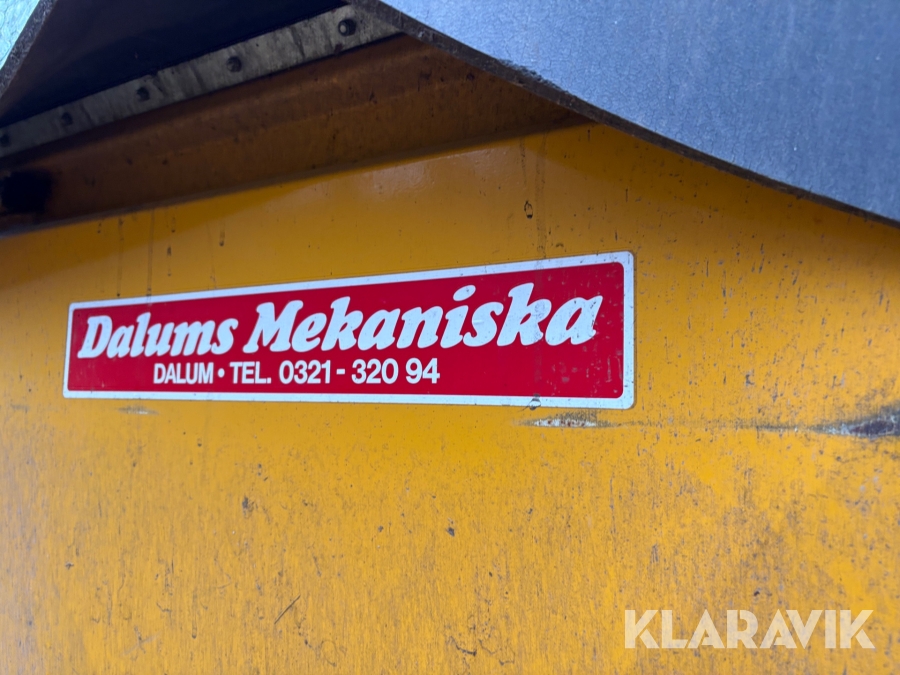 Dalums Mekaniska
DALUM • TEL. 0321 - 320 94
KLARAVIK